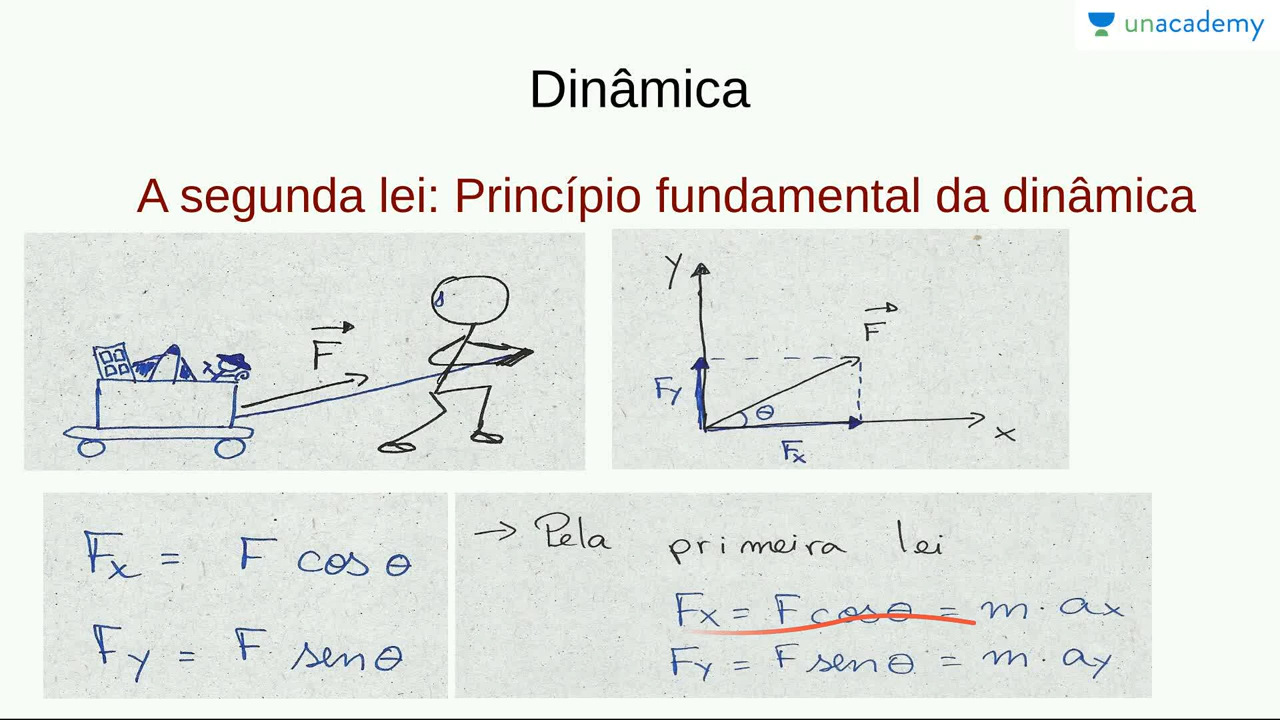 unacademy
Dinâmica
A segunda lei: Princípio fundamental da dinâmica
F
y
F
Fy
θ
x
Fx
Fx = F cos θ
Fy = F sen θ
→ Pela primeira lei
Fx = F cos θ = m · ax
Fy = F sen θ = m · ay